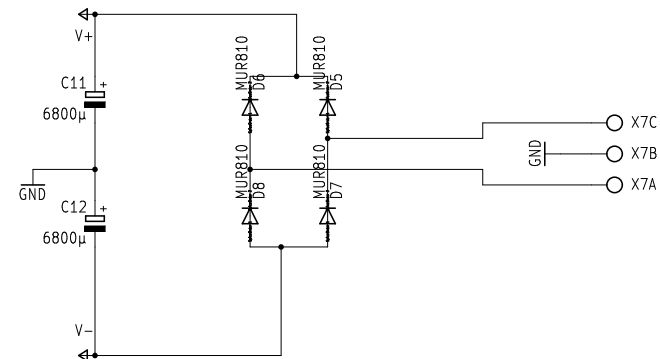 V+
C11 +
6800µ
GND
C12 +
6800µ
V-
MUR810
D6
MUR810
D5
MUR810
D8
MUR810
D7
X7C
GND
X7B
X7A